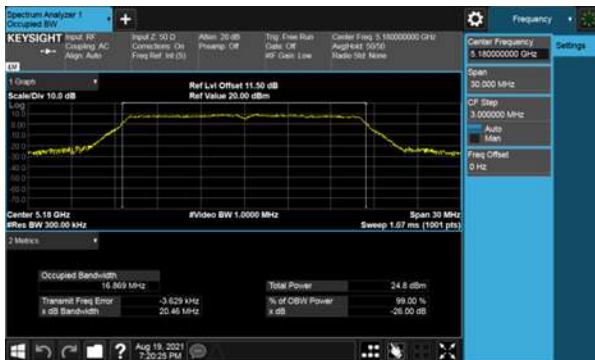 Spectrum Analyzer 1
Occupied BW
+
Frequency
KEYSIGHT
Input: RF
Coupling: AC
Align: Auto
Input Z: 50 Ω
Corrections: On
Freq Ref: Int (S)
Atten: 20 dB
Preamp: Off
Trig: Free Run
Gate: Off
#IF Gain: Low
Center Freq: 5.180000000 GHz
Avg|Hold: 50/50
Radio Std: None
Center Frequency
5.180000000 GHz
Settings
Span
30.000 MHz
CF Step
3.000000 MHz
Auto
Man
Freq Offset
0 Hz
1 Graph
Scale/Div 10.0 dB
Ref Lvl Offset 11.50 dB
Ref Value 20.00 dBm
Log
10.0
0.00
-10.0
-20.0
-30.0
-40.0
-50.0
-60.0
-70.0
Center 5.18 GHz
#Res BW 300.00 kHz
#Video BW 1.0000 MHz
Span 30 MHz
Sweep 1.07 ms (1001 pts)
2 Metrics
Occupied Bandwidth
16.869 MHz
Total Power
24.8 dBm
Transmit Freq Error
-3.629 kHz
% of OBW Power
99.00 %
x dB Bandwidth
20.46 MHz
x dB
-26.00 dB
?
Aug 19, 2021
7:20:25 PM